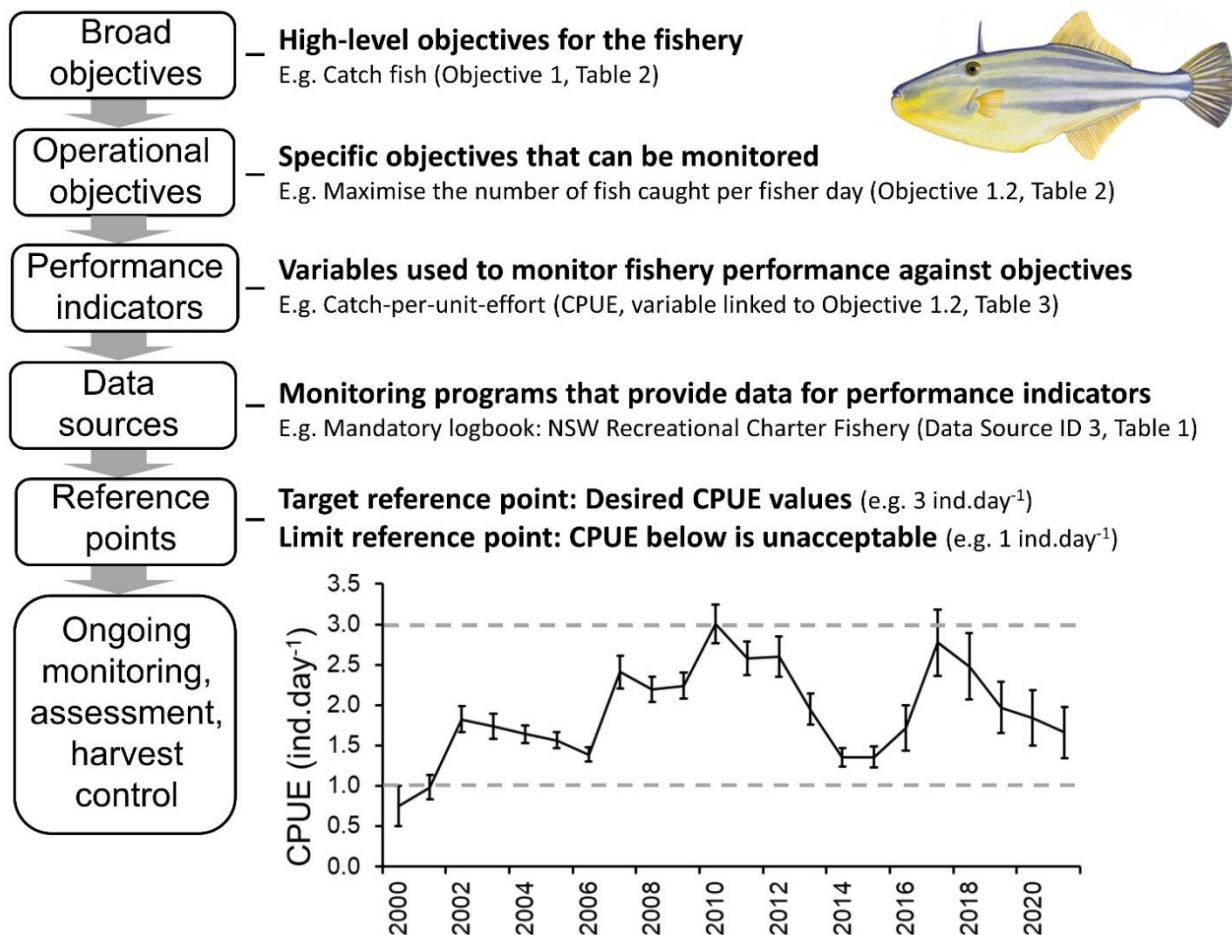 Broad
objectives
– High-level objectives for the fishery
E.g. Catch fish (Objective 1, Table 2)
Operational
objectives
– Specific objectives that can be monitored
E.g. Maximise the number of fish caught per fisher day (Objective 1.2, Table 2)
Performance
indicators
– Variables used to monitor fishery performance against objectives
E.g. Catch-per-unit-effort (CPUE, variable linked to Objective 1.2, Table 3)
Data
sources
– Monitoring programs that provide data for performance indicators
E.g. Mandatory logbook: NSW Recreational Charter Fishery (Data Source ID 3, Table 1)
Reference
points
– Target reference point: Desired CPUE values (e.g. 3 ind.day⁻¹)
Limit reference point: CPUE below is unacceptable (e.g. 1 ind.day⁻¹)
Ongoing
monitoring,
assessment,
harvest
control
CPUE (ind.day⁻¹)
3.5
3.0
2.5
2.0
1.5
1.0
0.5
0.0
2000
2002
2004
2006
2008
2010
2012
2014
2016
2018
2020